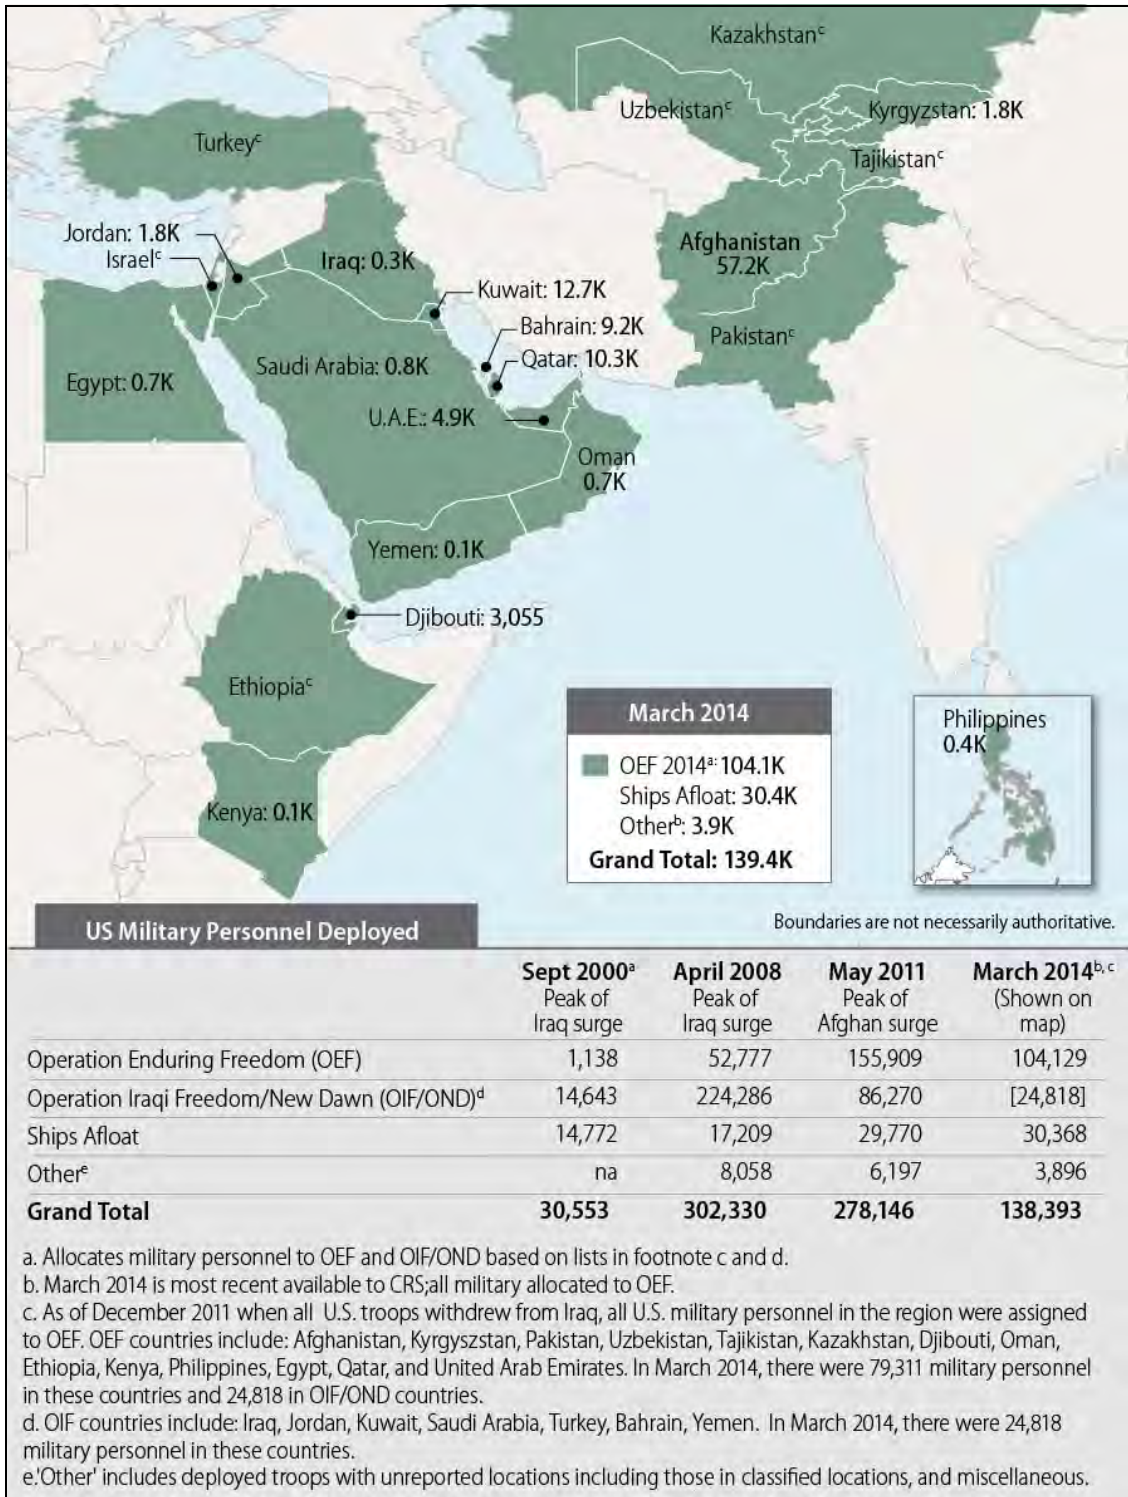 Kazakhstanᶜ
Uzbekistanᶜ
Kyrgyzstan: 1.8K
Turkeyᶜ
Tajikistanᶜ
Jordan: 1.8K
Israelᶜ
Iraq: 0.3K
Afghanistan
57.2K
Kuwait: 12.7K
Bahrain: 9.2K
Pakistanᶜ
Qatar: 10.3K
Saudi Arabia: 0.8K
Egypt: 0.7K
U.A.E.: 4.9K
Oman
0.7K
Yemen: 0.1K
Djibouti: 3,055
Ethiopiaᶜ
Kenya: 0.1K
March 2014
OEF 2014ᵃ: 104.1K
Ships Afloat: 30.4K
Otherᵇ: 3.9K
Grand Total: 139.4K
Philippines
0.4K
Boundaries are not necessarily authoritative.
US Military Personnel Deployed
Sept 2000ᵃ April 2008 May 2011 March 2014ᵇ,ᶜ
Peak of Peak of Peak of (Shown on
Iraq surge Iraq surge Afghan surge map)
Operation Enduring Freedom (OEF) 1,138 52,777 155,909 104,129
Operation Iraqi Freedom/New Dawn (OIF/OND)ᵈ 14,643 224,286 86,270 [24,818]
Ships Afloat 14,772 17,209 29,770 30,368
Otherᵉ na 8,058 6,197 3,896
Grand Total 30,553 302,330 278,146 138,393
a. Allocates military personnel to OEF and OIF/OND based on lists in footnote c and d.
b. March 2014 is most recent available to CRS;all military allocated to OEF.
c. As of December 2011 when all U.S. troops withdrew from Iraq, all U.S. military personnel in the region were assigned
to OEF. OEF countries include: Afghanistan, Kyrgyszstan, Pakistan, Uzbekistan, Tajikistan, Kazakhstan, Djibouti, Oman,
Ethiopia, Kenya, Philippines, Egypt, Qatar, and United Arab Emirates. In March 2014, there were 79,311 military personnel
in these countries and 24,818 in OIF/OND countries.
d. OIF countries include: Iraq, Jordan, Kuwait, Saudi Arabia, Turkey, Bahrain, Yemen. In March 2014, there were 24,818
military personnel in these countries.
e.'Other' includes deployed troops with unreported locations including those in classified locations, and miscellaneous.